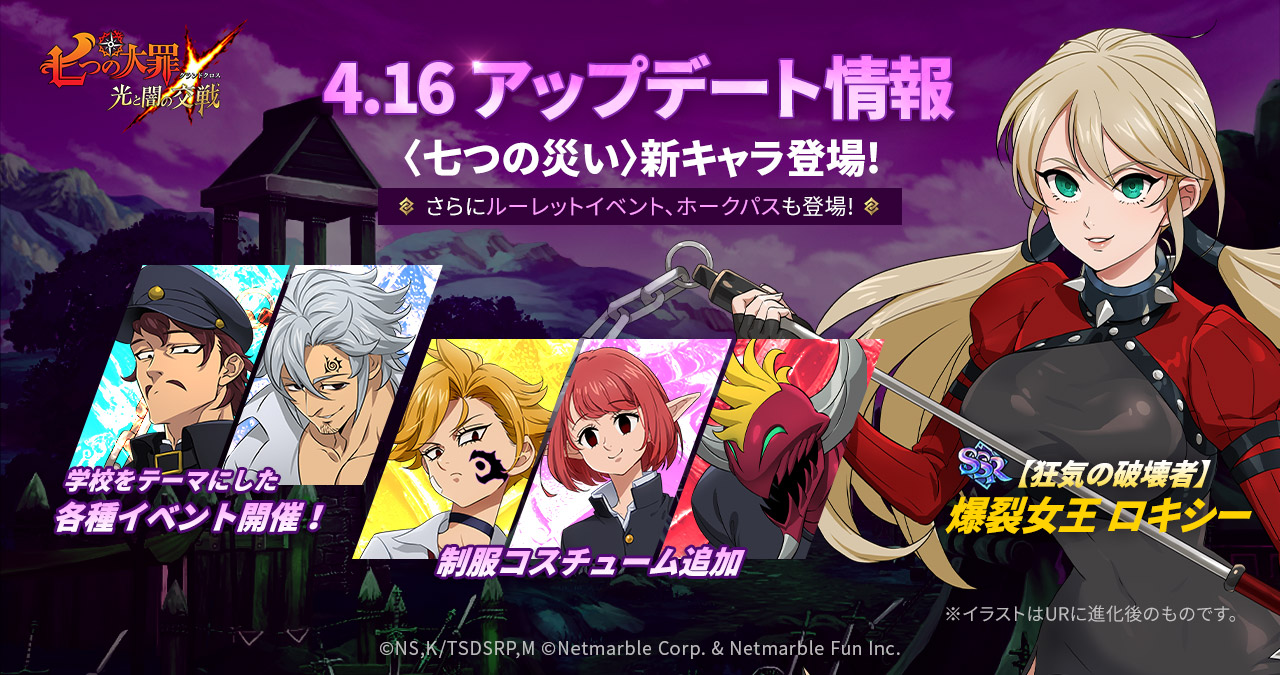 七つの大罪
グランドクロス
光と闇の交戦
4.16 アップデート情報
〈七つの災い〉新キャラ登場!
さらにルーレットイベント、ホークパスも登場!
学校をテーマにした
各種イベント開催！
制服コスチューム追加
SSR
【狂気の破壊者】
爆裂女王 ロキシー
※イラストはURに進化後のものです。
©NS,K/TSDSRP,M ©Netmarble Corp. & Netmarble Fun Inc.